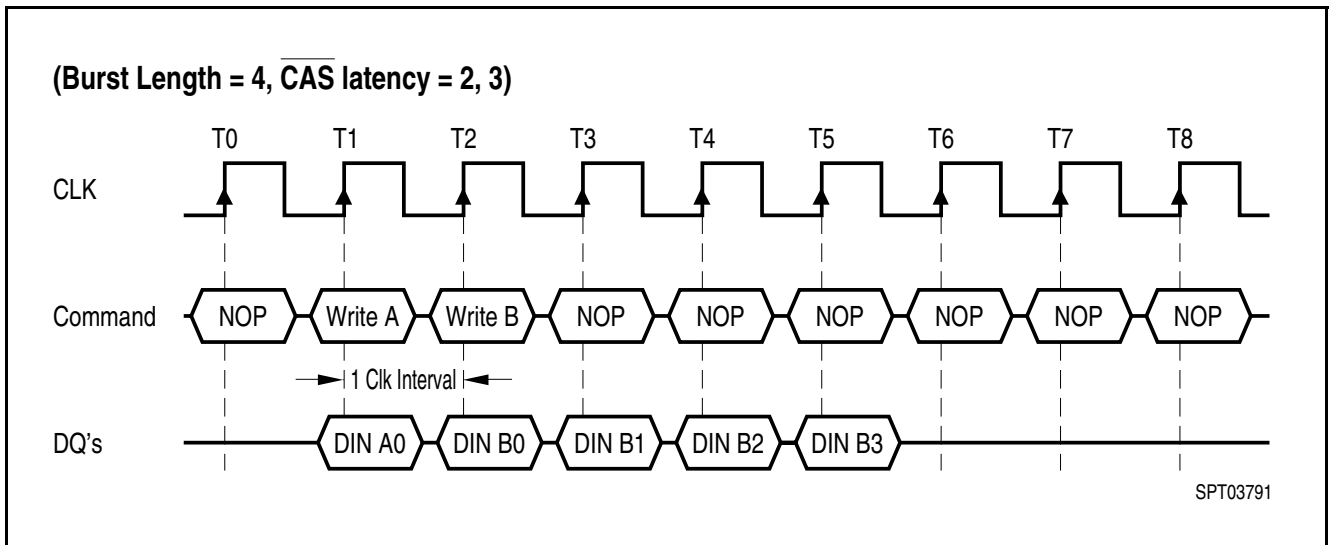 (Burst Length = 4, CAS latency = 2, 3)
T0 T1 T2 T3 T4 T5 T6 T7 T8
CLK
Command NOP Write A Write B NOP NOP NOP NOP NOP NOP
1 Clk Interval
DQ's DIN A0 DIN B0 DIN B1 DIN B2 DIN B3
SPT03791